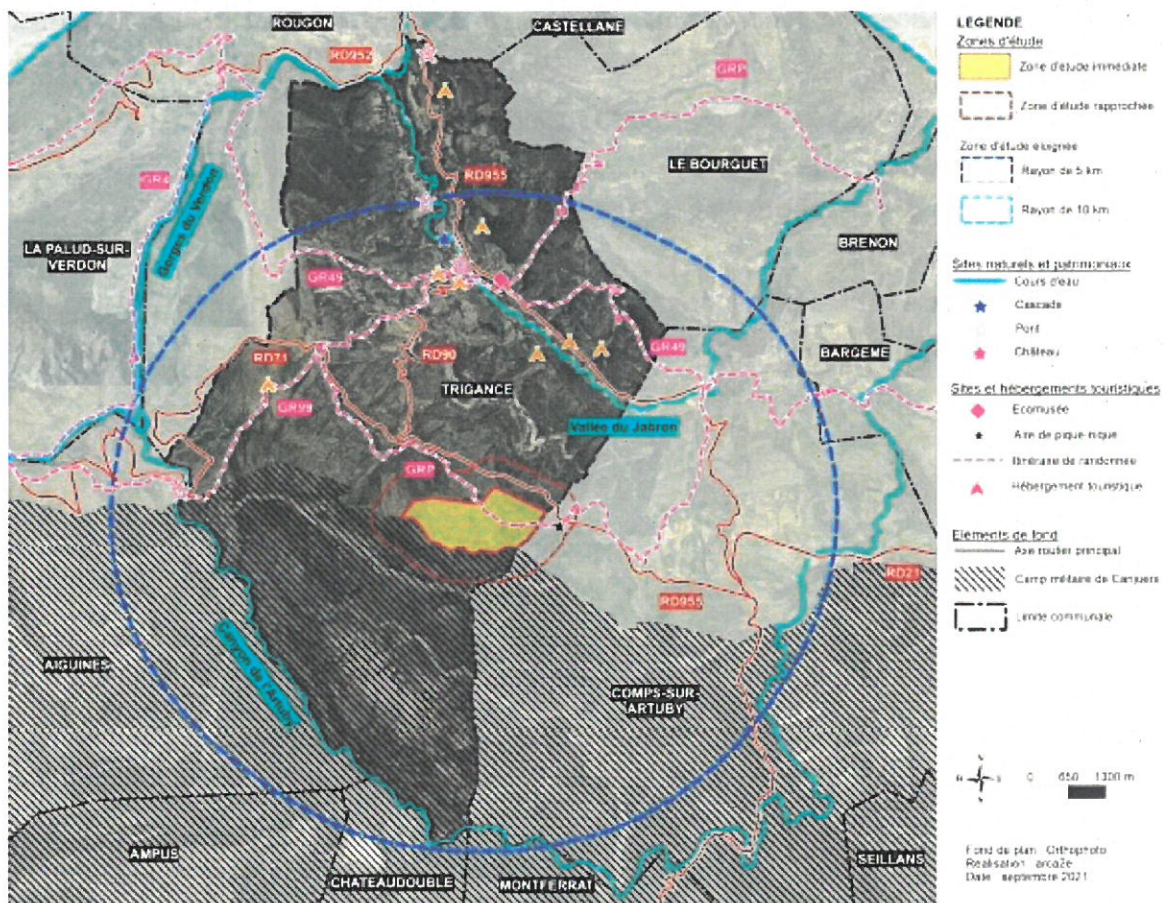 ROUGON
CASTELLANE
RD952
GRP
LE BOURGUET
GR4
RD955
Gorges du Verdon
LA PALUD-SUR-
VERDON
BRENON
GR49
RD71
RD90
GR49
BARGEME
TRIGANCE
GR99
Vallée du Jabron
GRP
RD21
RD955
AIGUINES
Canyon de l'Artuby
COMPS-SUR-
ARTUBY
AMPUS
CHATEAUDOUBLE
MONTFERRAT
SEILLANS
LÉGENDE
Zones d'étude
Zone d'étude immédiate
Zone d'étude rapprochée
Zone d'étude éloignée
Rayon de 5 km
Rayon de 10 km
Sites naturels et patrimoniaux
Cours d'eau
Cascade
Pont
Château
Sites et hébergements touristiques
Ecomusée
Aire de pique-nique
Itinéraire de randonnée
Hébergement touristique
Eléments de fond
Axe routier principal
Camp militaire de Canjuers
Limite communale
0 650 1300 m
Fond de plan : Orthophoto
Réalisation : arca2e
Date : septembre 2021